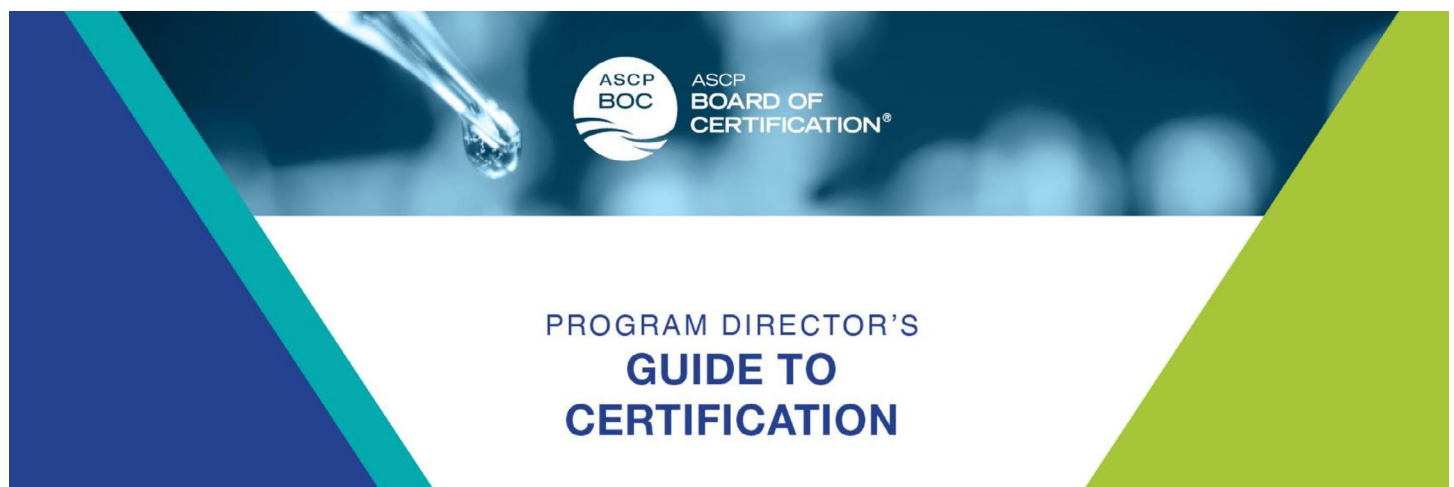 ASCP
BOC
ASCP
BOARD OF
CERTIFICATION®
PROGRAM DIRECTOR'S
GUIDE TO
CERTIFICATION